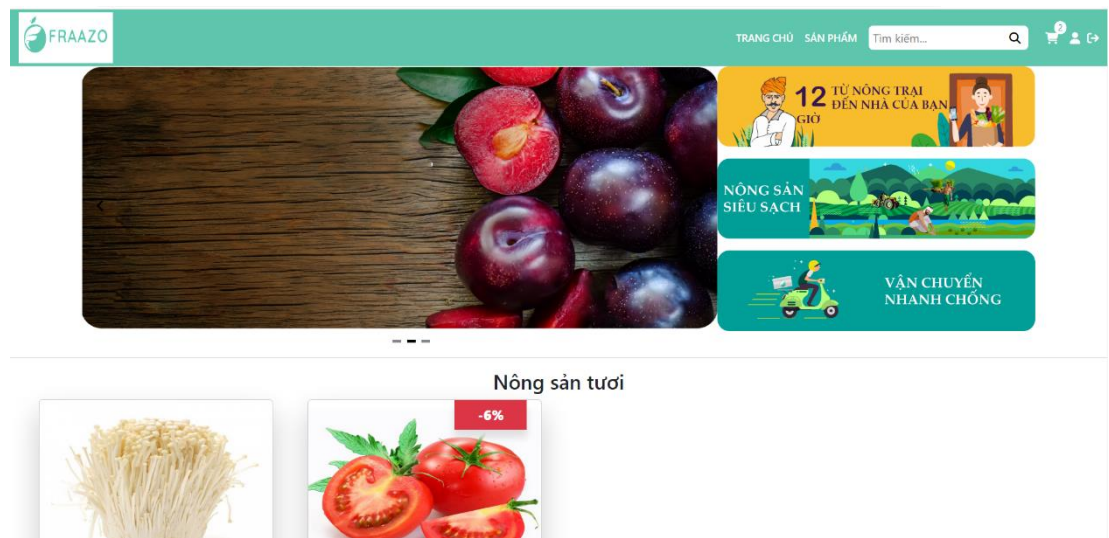 FRAAZO
TRANG CHỦ SẢN PHẨM Tìm kiếm... 2
12 GIỜ TỪ NÔNG TRẠI
ĐẾN NHÀ CỦA BẠN
NÔNG SẢN
SIÊU SẠCH
VẬN CHUYỂN
NHANH CHỐNG
Nông sản tươi
-6%